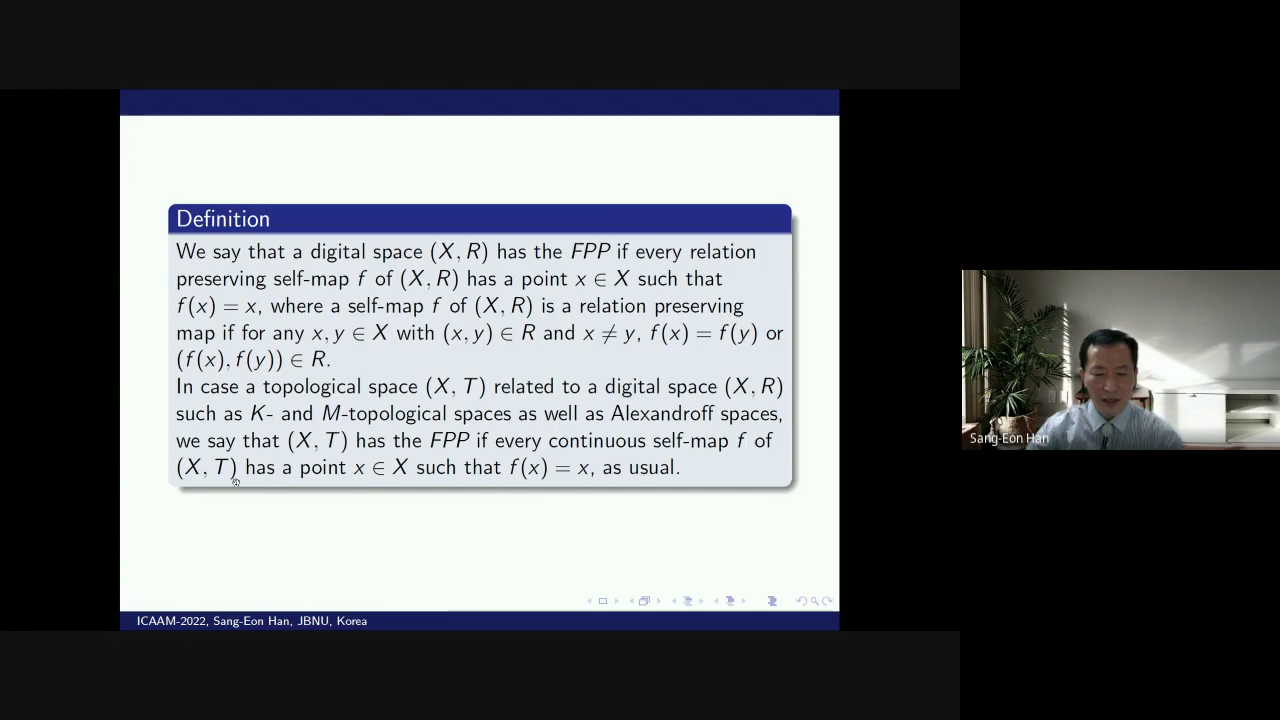 Definition
We say that a digital space (X, R) has the FPP if every relation
preserving self-map f of (X, R) has a point x ∈ X such that
f(x) = x, where a self-map f of (X, R) is a relation preserving
map if for any x, y ∈ X with (x, y) ∈ R and x ≠ y, f(x) = f(y) or
(f(x), f(y)) ∈ R.
In case a topological space (X, T) related to a digital space (X, R)
such as K- and M-topological spaces as well as Alexandroff spaces,
we say that (X, T) has the FPP if every continuous self-map f of
(X, T) has a point x ∈ X such that f(x) = x, as usual.
ICAAM-2022, Sang-Eon Han, JBNU, Korea
Sang-Eon Han